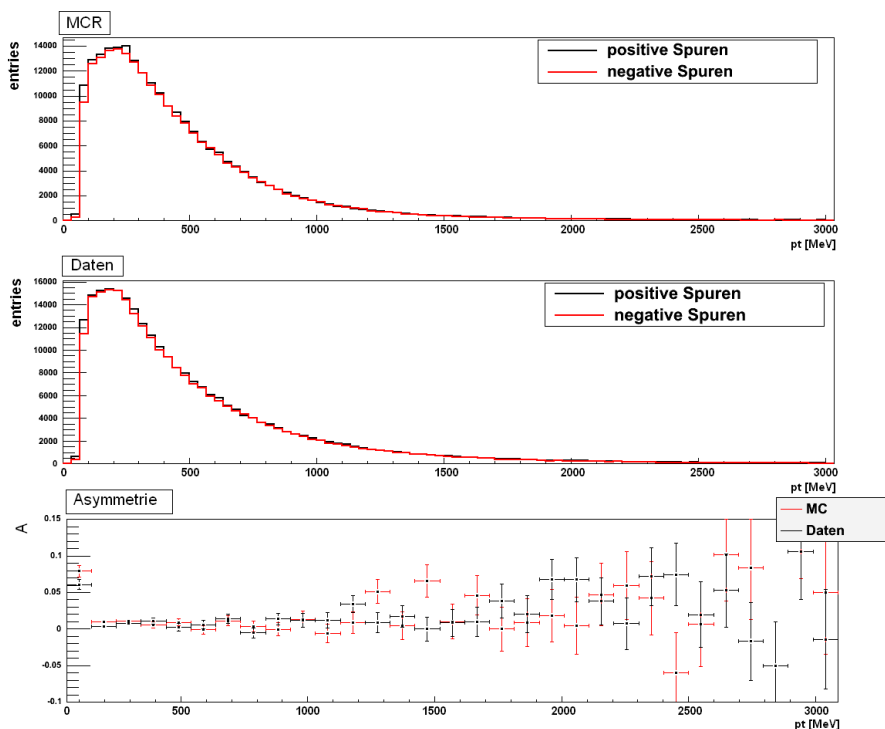 MCR
entries
14000
12000
10000
8000
6000
4000
2000
0
positive Spuren
negative Spuren
0 500 1000 1500 2000 2500 3000
pt [MeV]
Daten
entries
16000
14000
12000
10000
8000
6000
4000
2000
0
positive Spuren
negative Spuren
0 500 1000 1500 2000 2500 3000
pt [MeV]
Asymmetrie
A
0.15
0.1
0.05
0
-0.05
-0.1
MC
Daten
0 500 1000 1500 2000 2500 3000
pt [MeV]